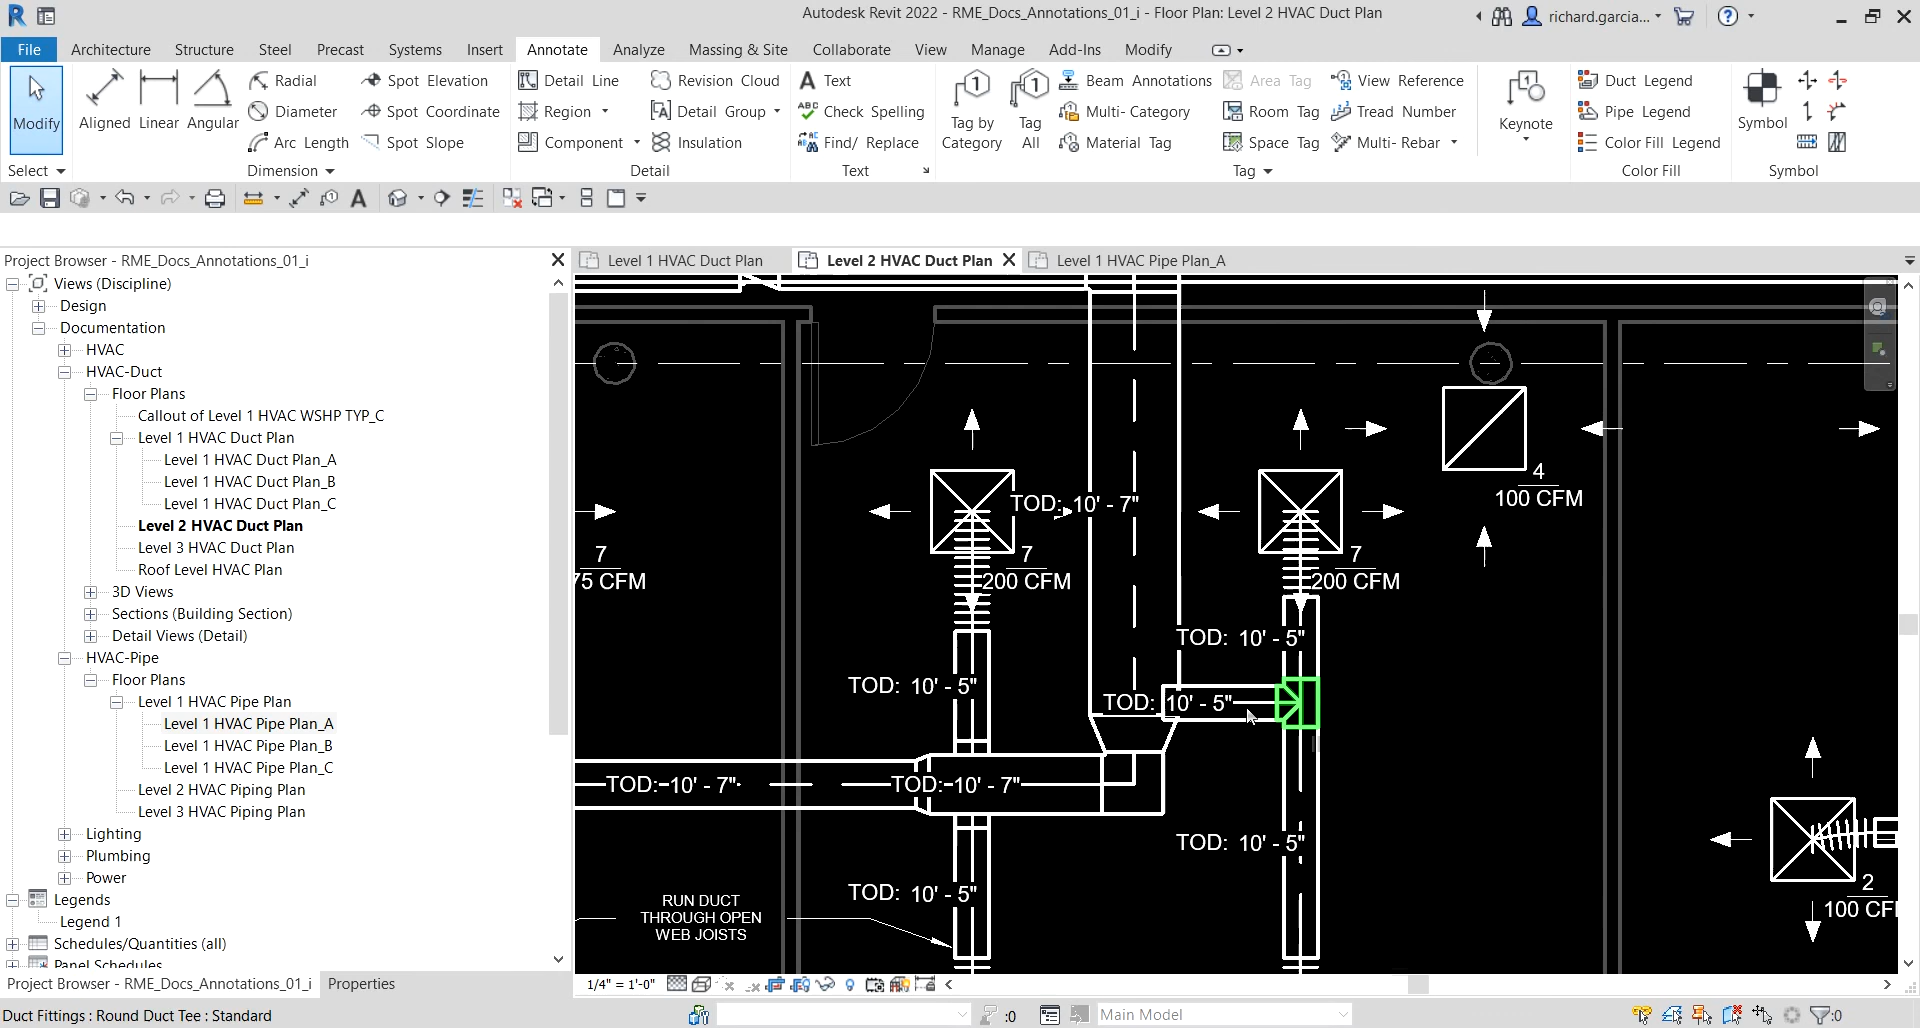 Autodesk Revit 2022 - RME_Docs_Annotations_01_i - Floor Plan: Level 2 HVAC Duct Plan
richard.garcia...
File Architecture Structure Steel Precast Systems Insert Annotate Analyze Massing & Site Collaborate View Manage Add-Ins Modify
Modify
Select
Aligned Linear Angular
Radial
Diameter
Arc Length
Spot Elevation
Spot Coordinate
Spot Slope
Dimension
Detail Line
Region
Component
Revision Cloud
Detail Group
Insulation
Detail
Text
ABC Check Spelling
Find/ Replace
Text
Tag by
Category
Tag
All
Beam Annotations
Multi- Category
Material Tag
Area Tag
Room Tag
Space Tag
View Reference
Tread Number
Multi- Rebar
Tag
Keynote
Duct Legend
Pipe Legend
Color Fill Legend
Color Fill
Symbol
Symbol
Project Browser - RME_Docs_Annotations_01_i
Views (Discipline)
Design
Documentation
HVAC
HVAC-Duct
Floor Plans
Callout of Level 1 HVAC WSHP TYP_C
Level 1 HVAC Duct Plan
Level 1 HVAC Duct Plan_A
Level 1 HVAC Duct Plan_B
Level 1 HVAC Duct Plan_C
Level 2 HVAC Duct Plan
Level 3 HVAC Duct Plan
Roof Level HVAC Plan
3D Views
Sections (Building Section)
Detail Views (Detail)
HVAC-Pipe
Floor Plans
Level 1 HVAC Pipe Plan
Level 1 HVAC Pipe Plan_A
Level 1 HVAC Pipe Plan_B
Level 1 HVAC Pipe Plan_C
Level 2 HVAC Piping Plan
Level 3 HVAC Piping Plan
Lighting
Plumbing
Power
Legends
Legend 1
Schedules/Quantities (all)
Panel Schedules
Project Browser - RME_Docs_Annotations_01_i Properties
Level 1 HVAC Duct Plan Level 2 HVAC Duct Plan Level 1 HVAC Pipe Plan_A
4
100 CFM
TOD: 10' - 7"
7
75 CFM
7
200 CFM
7
200 CFM
TOD: 10' - 5"
TOD: 10' - 5"
TOD: 10' - 5"
TOD: 10' - 7"
TOD: 10' - 7"
TOD: 10' - 5"
TOD: 10' - 5"
RUN DUCT
THROUGH OPEN
WEB JOISTS
2
100 CFM
1/4" = 1'-0"
Duct Fittings : Round Duct Tee : Standard
:0
Main Model
:0